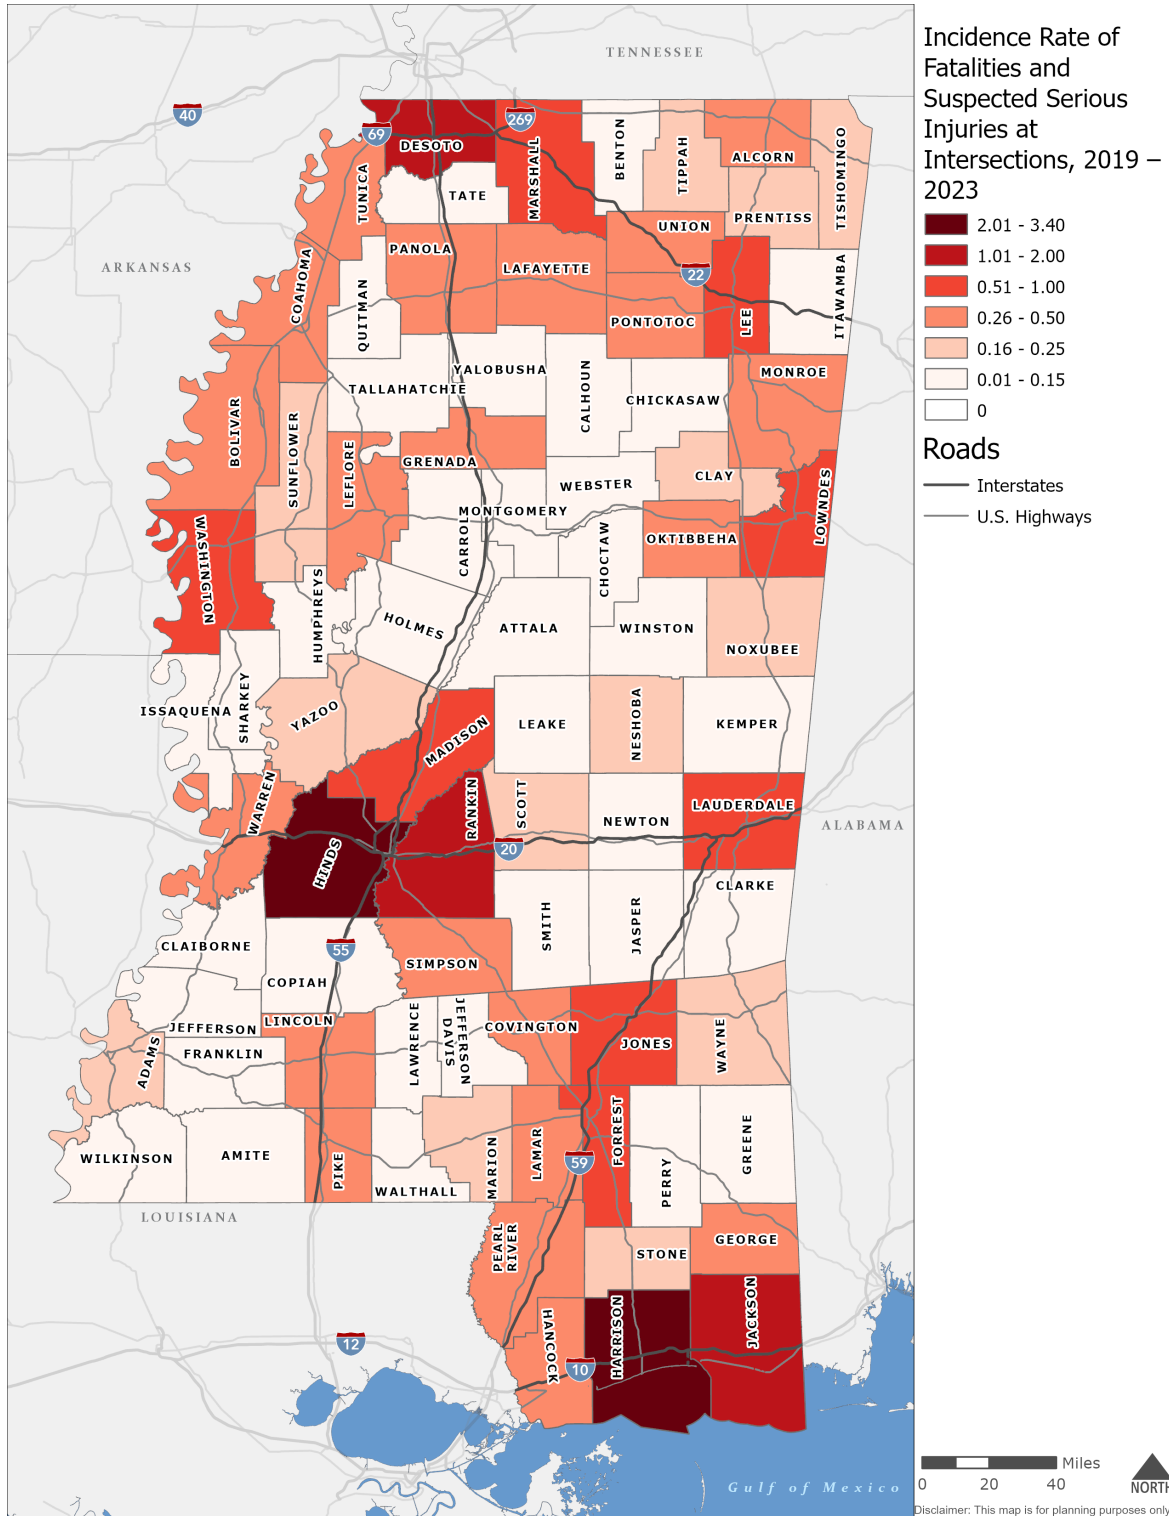 Incidence Rate of
Fatalities and
Suspected Serious
Injuries at
Intersections, 2019 –
2023
2.01 - 3.40
1.01 - 2.00
0.51 - 1.00
0.26 - 0.50
0.16 - 0.25
0.01 - 0.15
0
Roads
Interstates
U.S. Highways
TENNESSEE
40
69
269
DESOTO
MARSHALL
BENTON
TIPPAH
ALCORN
TISHOMINGO
TUNICA
TATE
PRENTISS
UNION
PANOLA
LAFAYETTE
22
ARKANSAS
COAHOMA
QUITMAN
PONTOTOC
LEE
ITAWAMBA
YALOBUSHA
TALLAHATCHIE
CALHOUN
CHICKASAW
MONROE
BOLIVAR
SUNFLOWER
LEFLORE
GRENADA
WEBSTER
CLAY
LOWNDES
MONTGOMERY
CARROLL
CHOCTAW
OKTIBBEHA
WASHINGTON
HUMPHREYS
HOLMES
ATTALA
WINSTON
NOXUBEE
ISSAQUENA
SHARKEY
YAZOO
MADISON
LEAKE
NESHOBA
KEMPER
WARREN
RANKIN
SCOTT
NEWTON
LAUDERDALE
ALABAMA
HINDS
20
CLARKE
CLAIBORNE
55
SIMPSON
SMITH
JASPER
COPIAH
JEFFERSON
LINCOLN
LAWRENCE
JEFFERSON
DAVIS
COVINGTON
JONES
WAYNE
ADAMS
FRANKLIN
WILKINSON
AMITE
PIKE
WALTHALL
MARION
LAMAR
59
FORREST
PERRY
GREENE
LOUISIANA
PEARL
RIVER
STONE
GEORGE
HANCOCK
HARRISON
JACKSON
12
10
Gulf of Mexico
Miles
0 20 40
NORTH
Disclaimer: This map is for planning purposes only